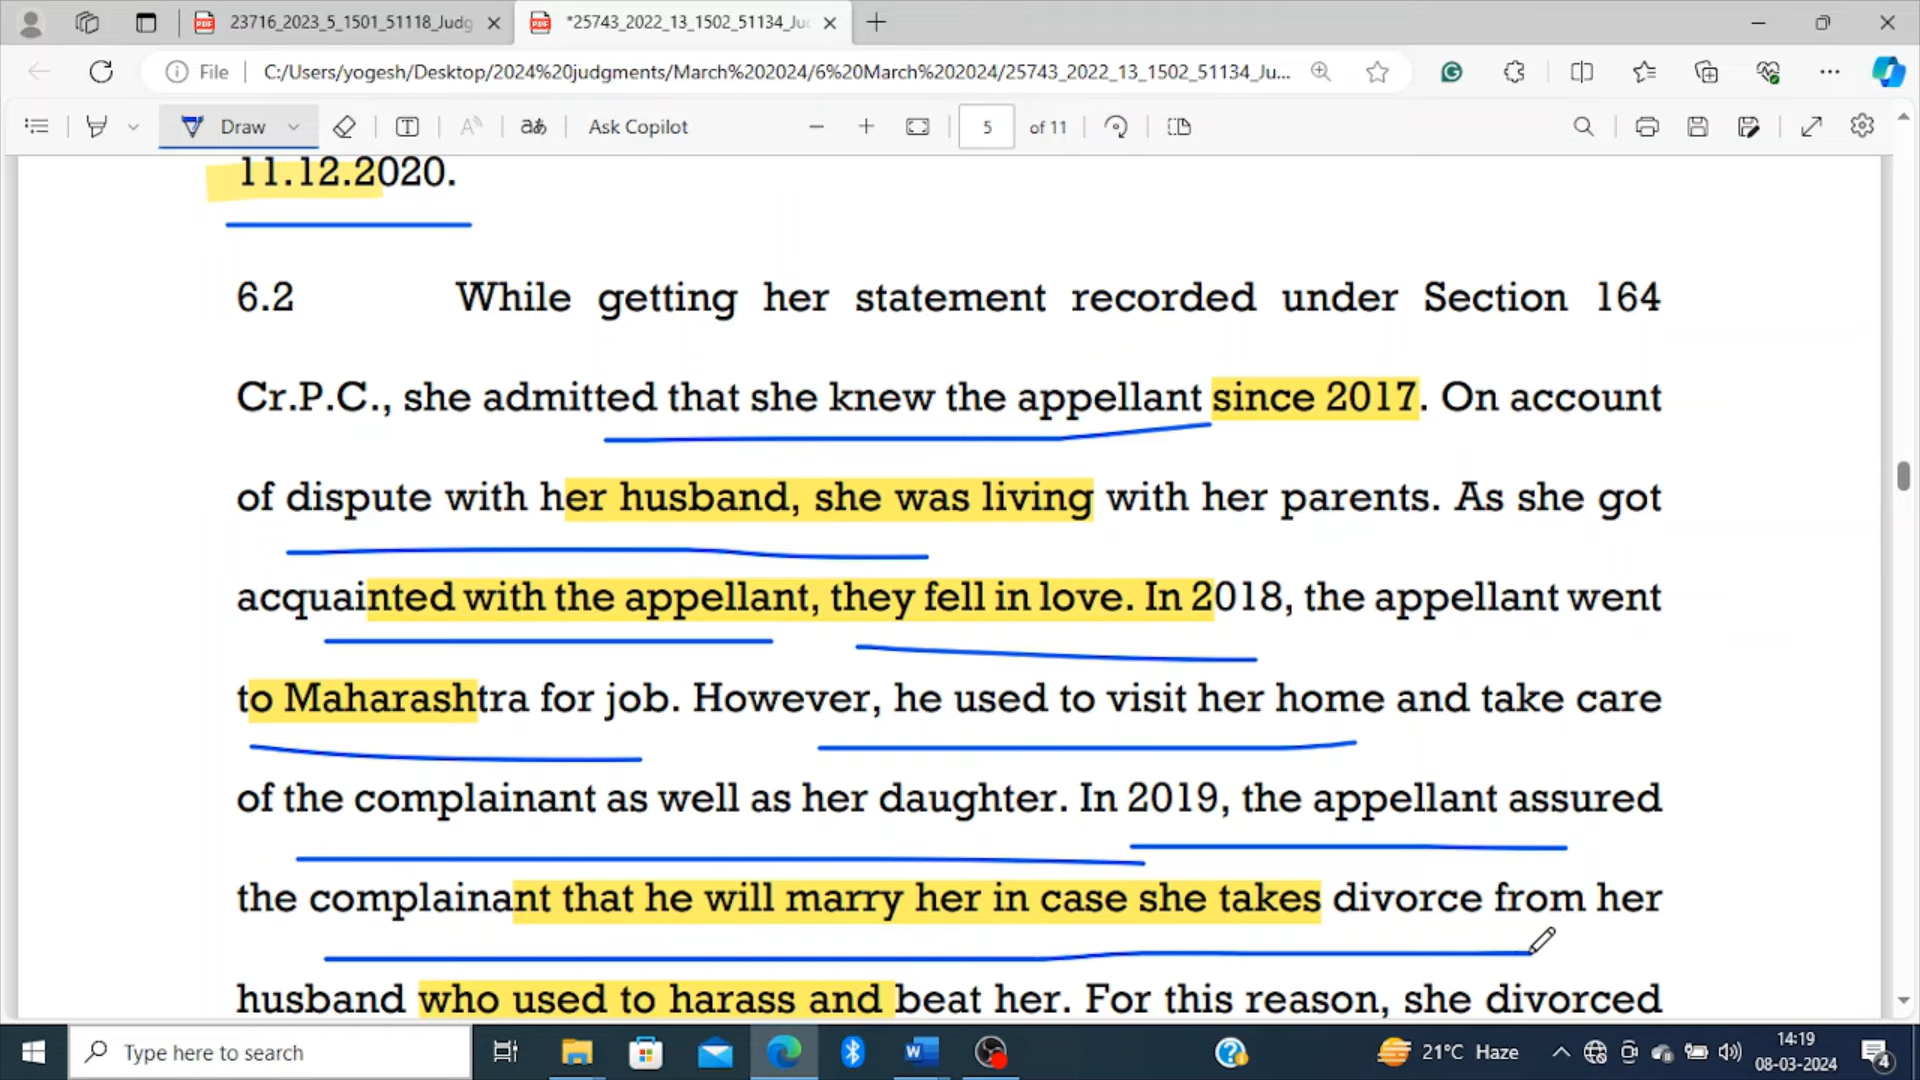 23716_2023_5_1501_51118_Judg
*25743_2022_13_1502_51134_Ju
File
C:/Users/yogesh/Desktop/2024%20judgments/March%202024/6%20March%202024/25743_2022_13_1502_51134_Ju...
Draw
Ask Copilot
5 of 11
11.12.2020.
6.2 While getting her statement recorded under Section 164
Cr.P.C., she admitted that she knew the appellant since 2017. On account
of dispute with her husband, she was living with her parents. As she got
acquainted with the appellant, they fell in love. In 2018, the appellant went
to Maharashtra for job. However, he used to visit her home and take care
of the complainant as well as her daughter. In 2019, the appellant assured
the complainant that he will marry her in case she takes divorce from her
husband who used to harass and beat her. For this reason, she divorced
Type here to search
21°C Haze
14:19
08-03-2024
4